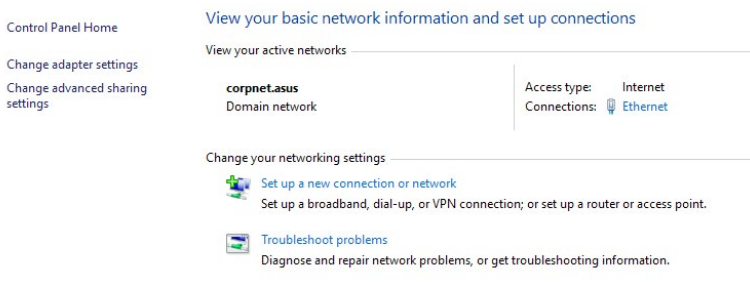 Control Panel Home
Change adapter settings
Change advanced sharing
settings
View your basic network information and set up connections
View your active networks
corpnet.asus
Domain network
Access type: Internet
Connections: Ethernet
Change your networking settings
Set up a new connection or network
Set up a broadband, dial-up, or VPN connection; or set up a router or access point.
Troubleshoot problems
Diagnose and repair network problems, or get troubleshooting information.